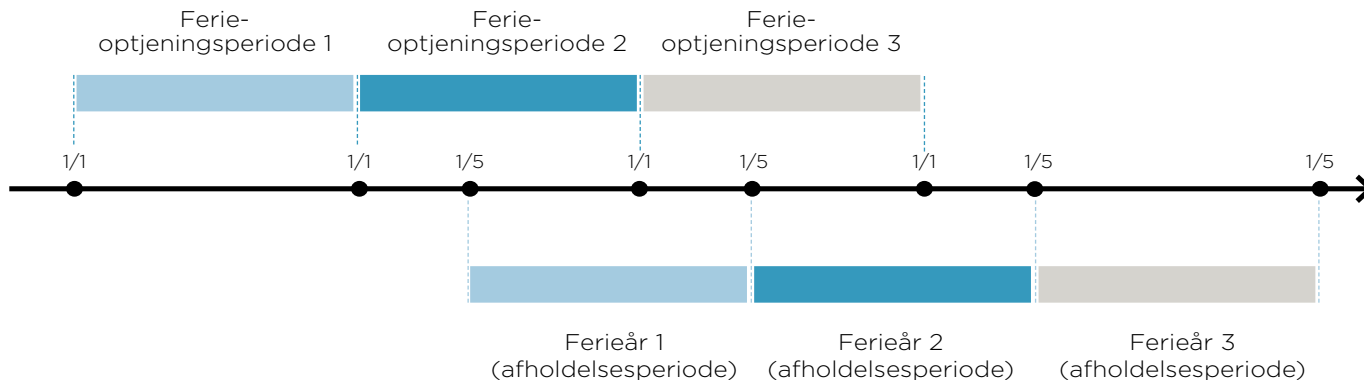 Ferie-
optjeningsperiode 1
Ferie-
optjeningsperiode 2
Ferie-
optjeningsperiode 3
1/1
1/1
1/5
1/1
1/5
1/1
1/5
1/5
Ferieår 1
(afholdelsesperiode)
Ferieår 2
(afholdelsesperiode)
Ferieår 3
(afholdelsesperiode)